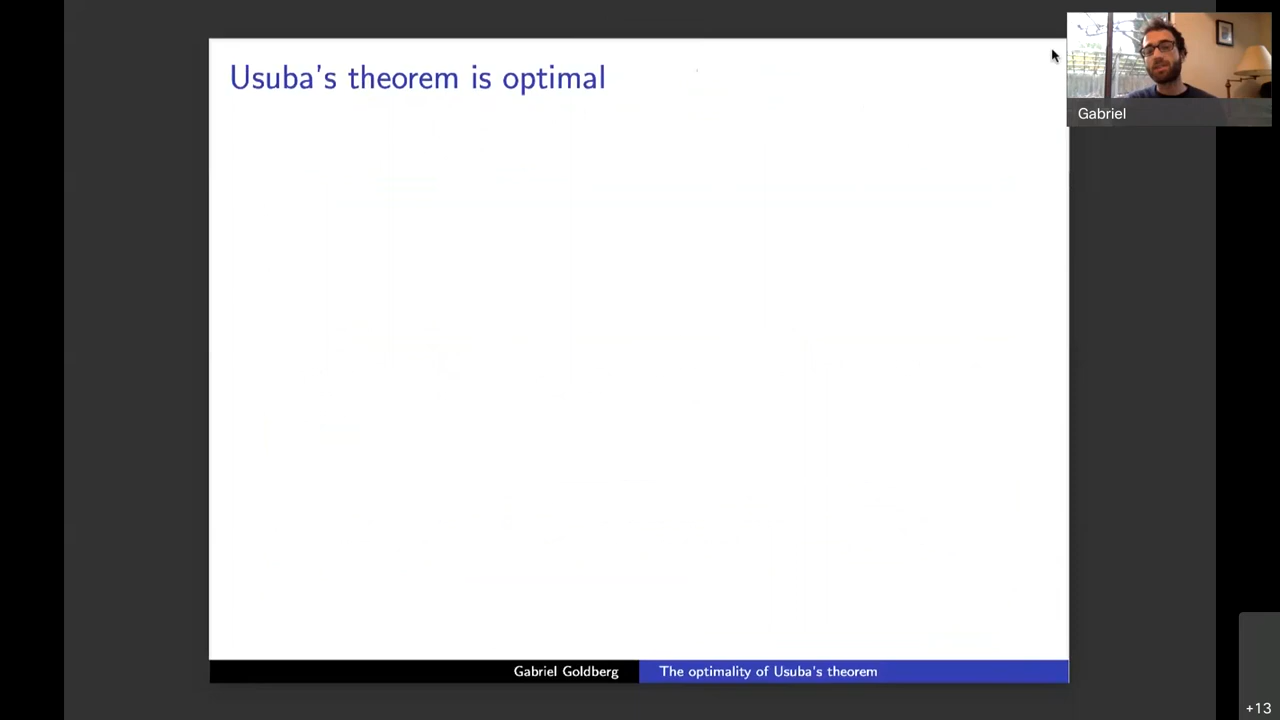 Usuba's theorem is optimal
Gabriel
Gabriel Goldberg
The optimality of Usuba's theorem
+13